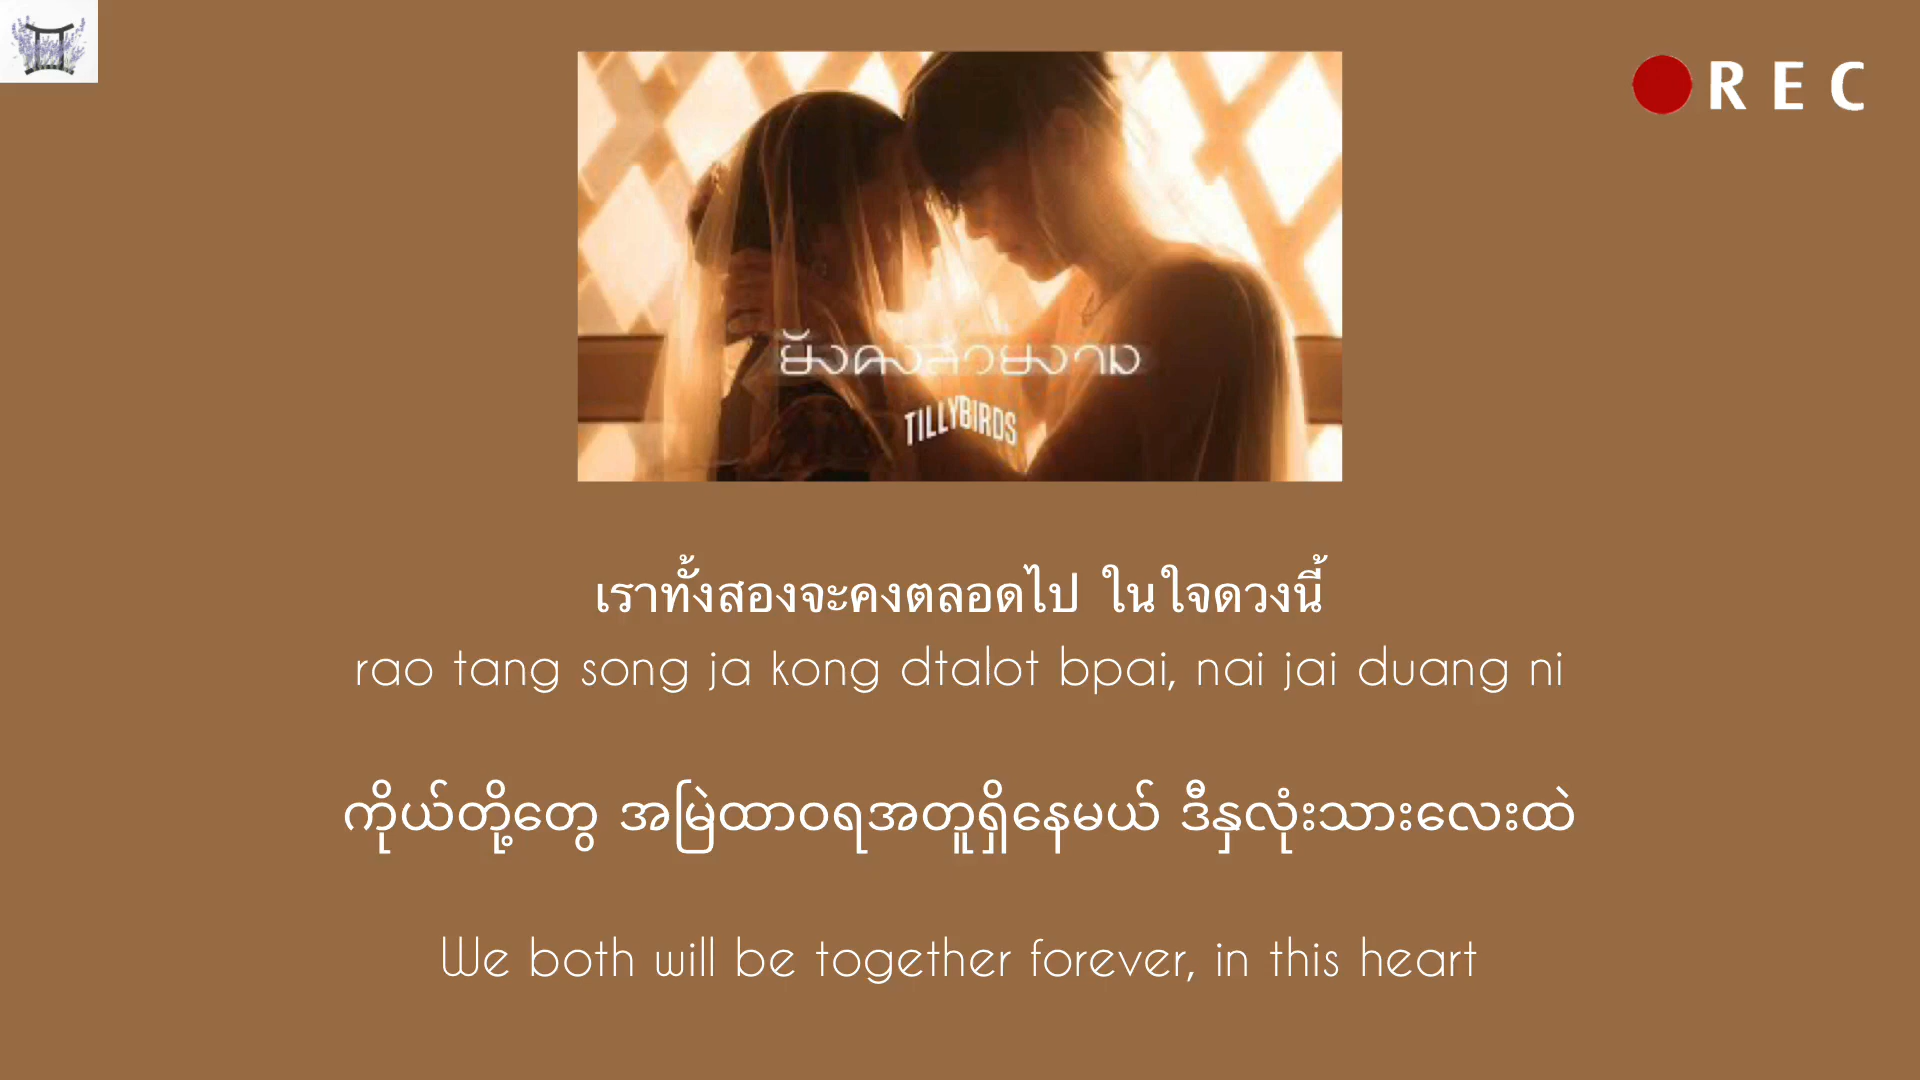 REC
ยังคงสวยงาม
TILLYBIRDS
เราทั้งสองจะคงตลอดไป ในใจดวงนี้
rao tang song ja kong dtalot bpai, nai jai duang ni
ကိုယ်တို့တွေ အမြဲထာဝရအတူရှိနေမယ် ဒီနှလုံးသားလေးထဲ
We both will be together forever, in this heart